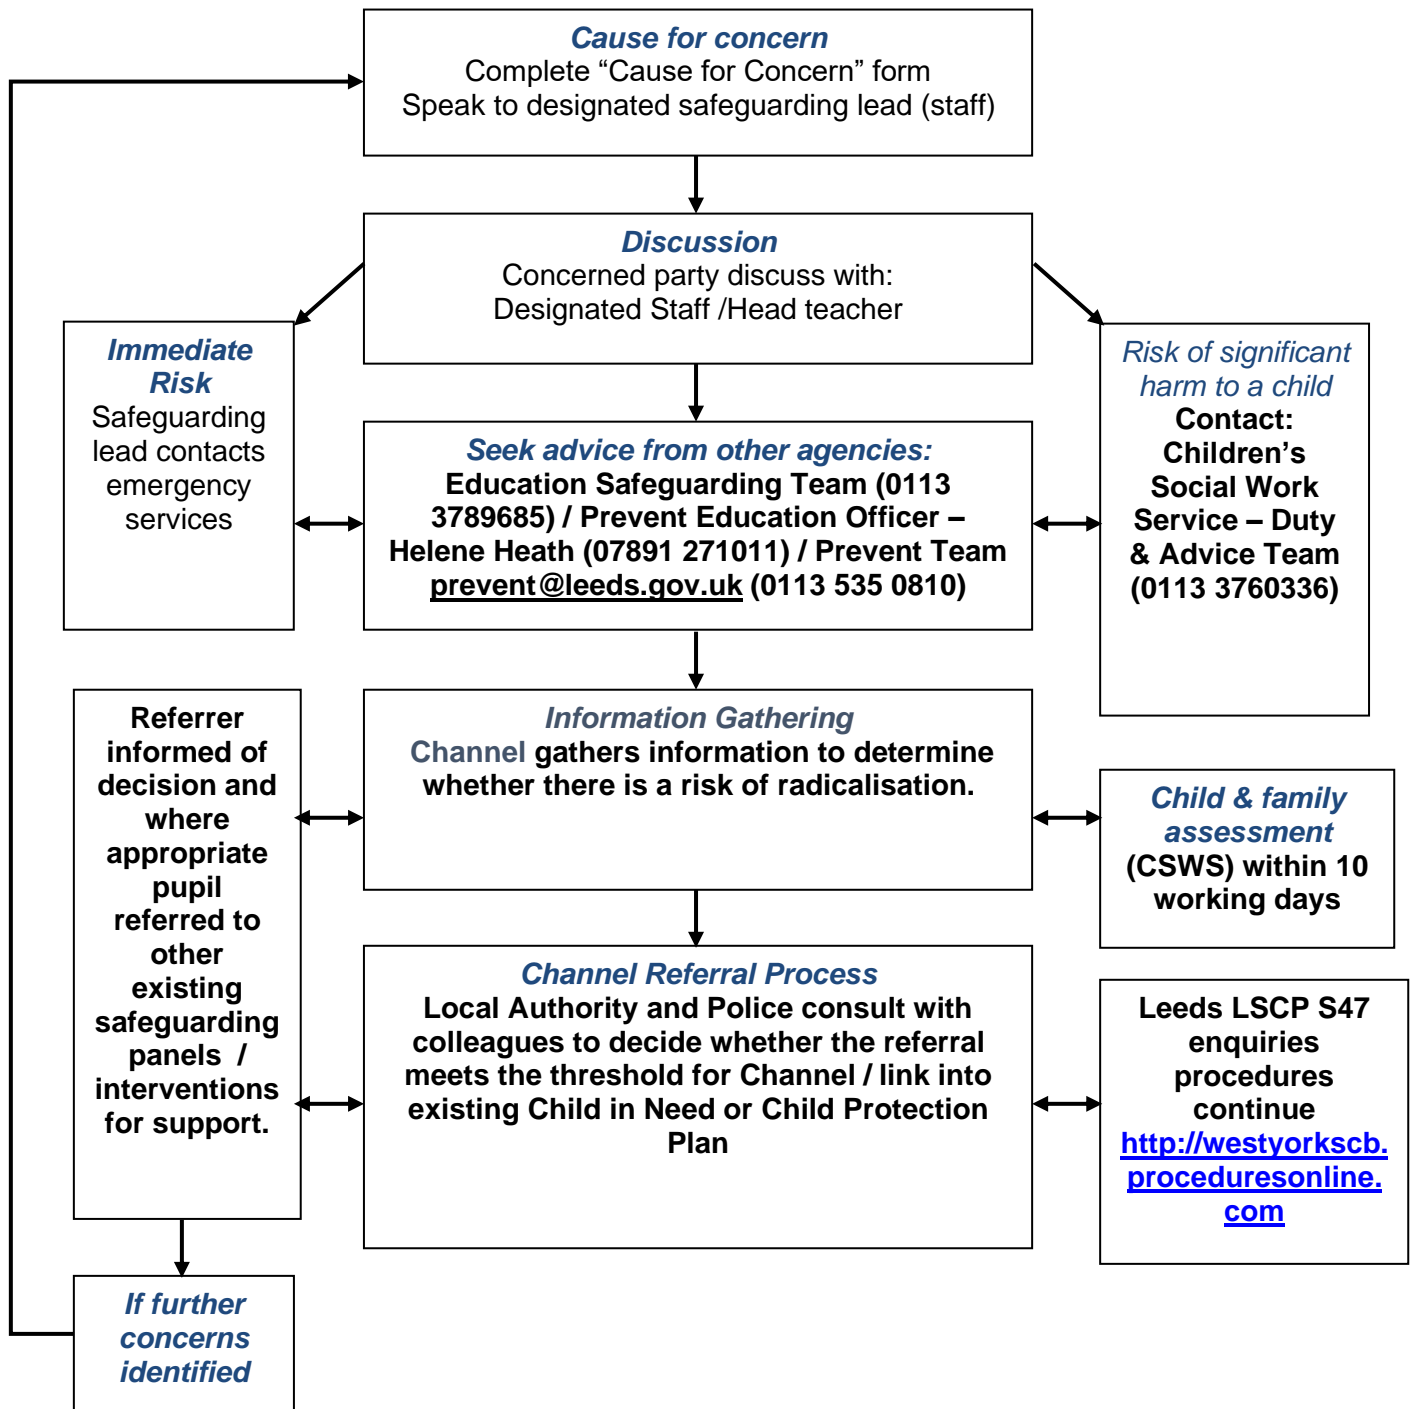 Cause for concern
Complete “Cause for Concern” form
Speak to designated safeguarding lead (staff)
Discussion
Concerned party discuss with:
Designated Staff /Head teacher
Immediate
Risk
Safeguarding
lead contacts
emergency
services
Seek advice from other agencies:
Education Safeguarding Team (0113
3789685) / Prevent Education Officer –
Helene Heath (07891 271011) / Prevent Team
prevent@leeds.gov.uk (0113 535 0810)
Risk of significant
harm to a child
Contact:
Children’s
Social Work
Service – Duty
& Advice Team
(0113 3760336)
Referrer
informed of
decision and
where
appropriate
pupil
referred to
other
existing
safeguarding
panels /
interventions
for support.
Information Gathering
Channel gathers information to determine
whether there is a risk of radicalisation.
Child & family
assessment
(CSWS) within 10
working days
Channel Referral Process
Local Authority and Police consult with
colleagues to decide whether the referral
meets the threshold for Channel / link into
existing Child in Need or Child Protection
Plan
Leeds LSCP S47
enquiries
procedures
continue
http://westyorkscb.
proceduresonline.
com
If further
concerns
identified